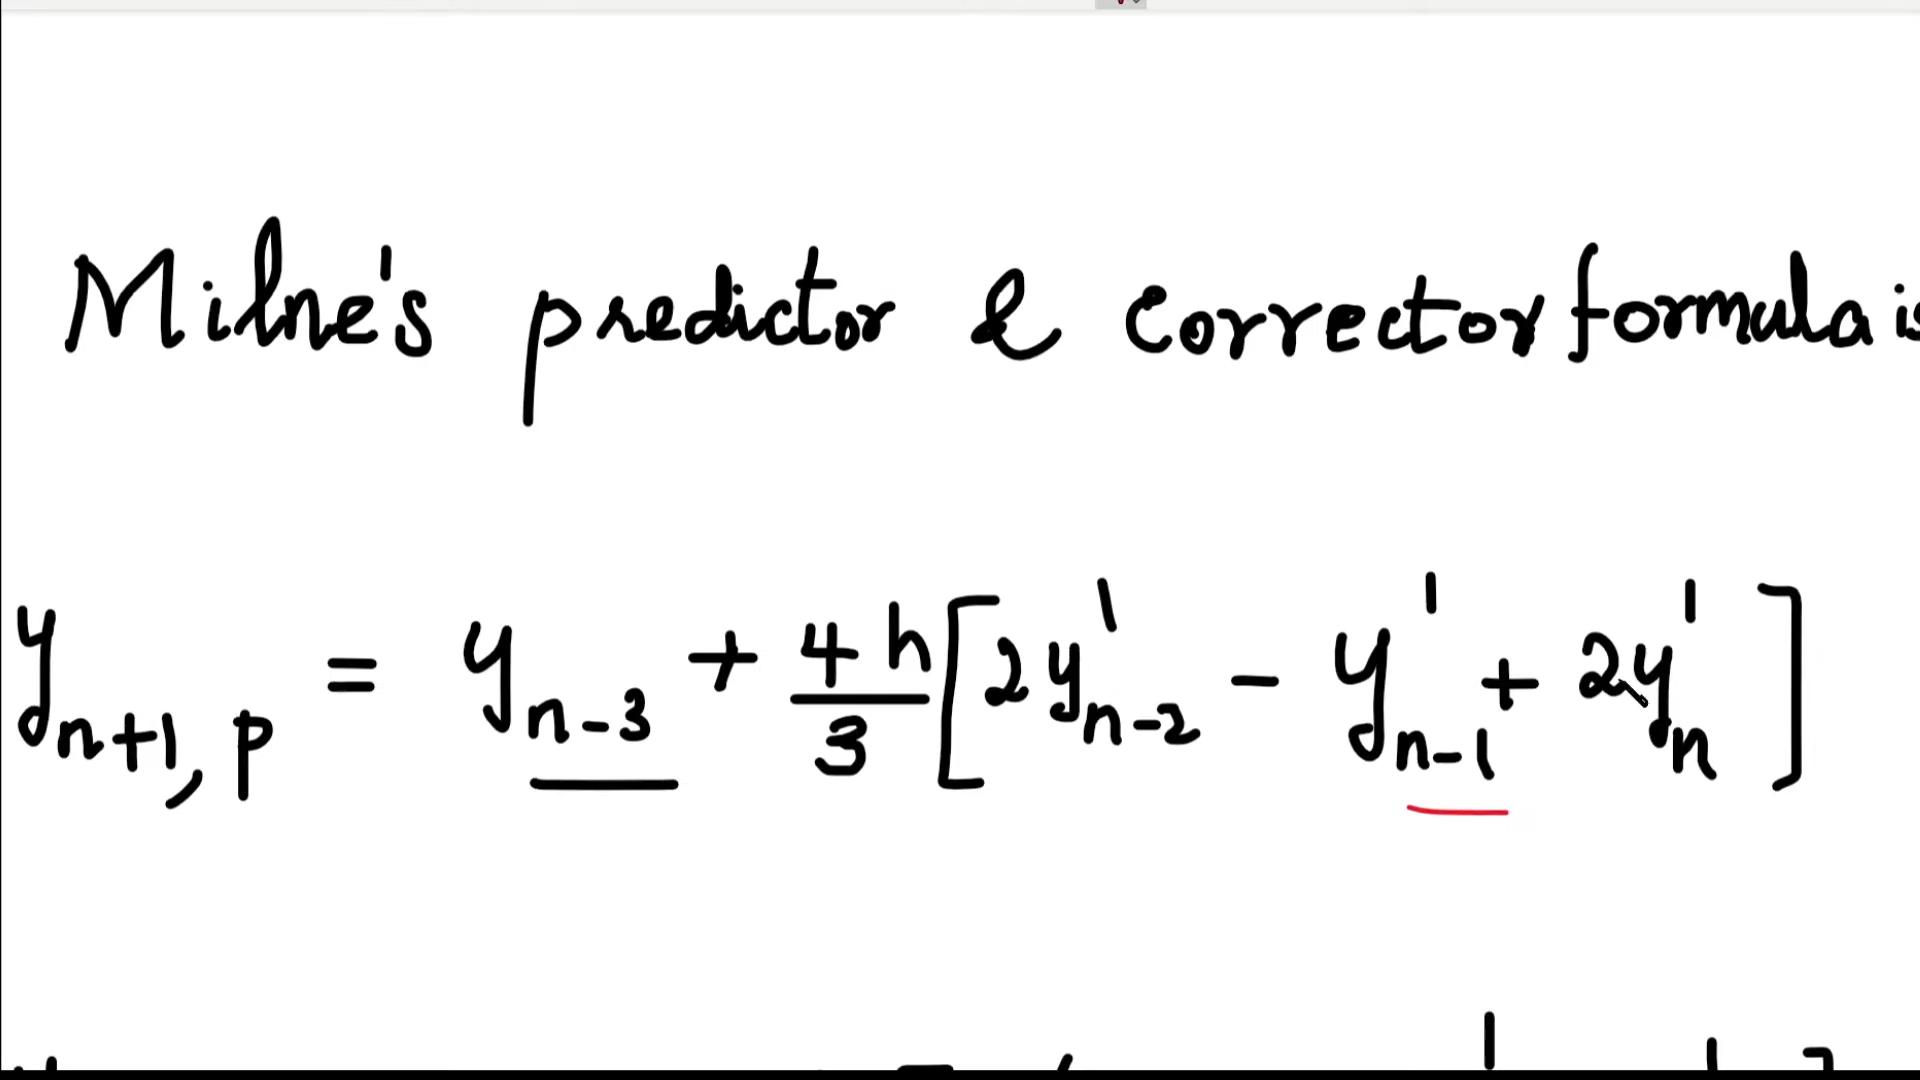 Milne's predictor & corrector formula is
y_{n+1, p} = y_{n-3} + 4h/3 [2y'_{n-2} - y'_{n-1} + 2y'_n]